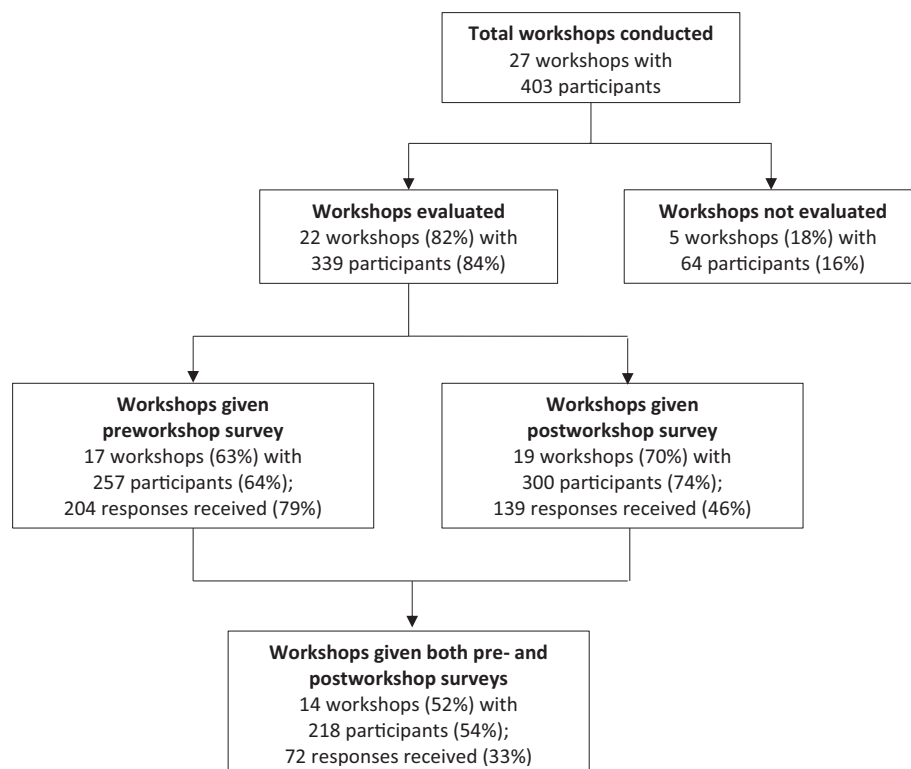 Total workshops conducted
27 workshops with
403 participants
Workshops evaluated
22 workshops (82%) with
339 participants (84%)
Workshops not evaluated
5 workshops (18%) with
64 participants (16%)
Workshops given
preworkshop survey
17 workshops (63%) with
257 participants (64%);
204 responses received (79%)
Workshops given
postworkshop survey
19 workshops (70%) with
300 participants (74%);
139 responses received (46%)
Workshops given both pre- and
postworkshop surveys
14 workshops (52%) with
218 participants (54%);
72 responses received (33%)